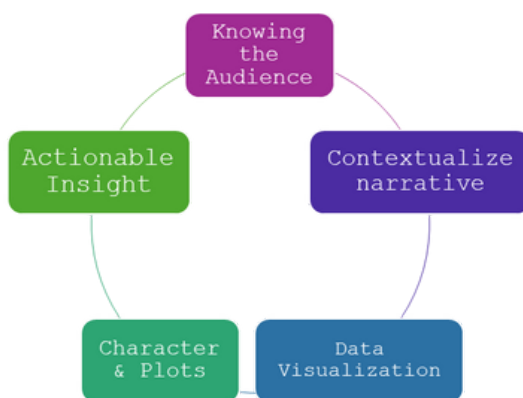 Knowing
the
Audience
Contextualize
narrative
Data
Visualization
Character
& Plots
Actionable
Insight